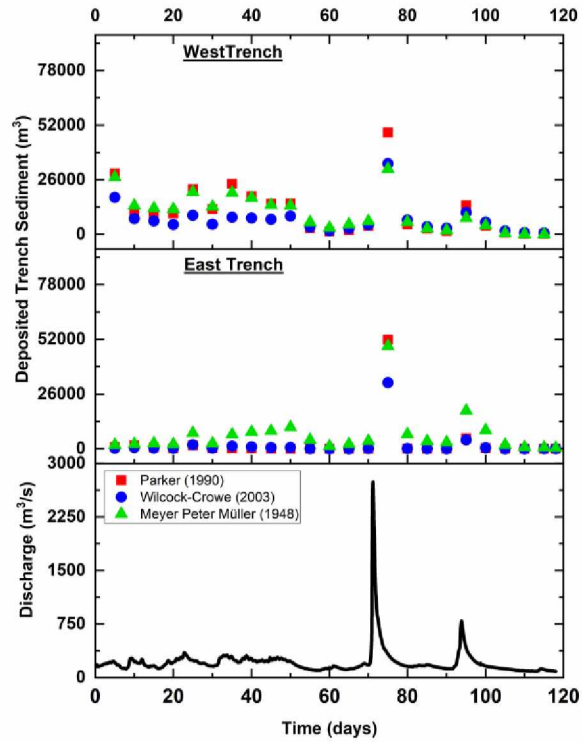 0 20 40 60 80 100 120
WestTrench
78000
52000
26000
0
East Trench
78000
52000
26000
0
Deposited Trench Sediment (m³)
3000
2250
1500
750
0
Discharge (m³/s)
Parker (1990)
Wilcock-Crowe (2003)
Meyer Peter Müller (1948)
0 20 40 60 80 100 120
Time (days)